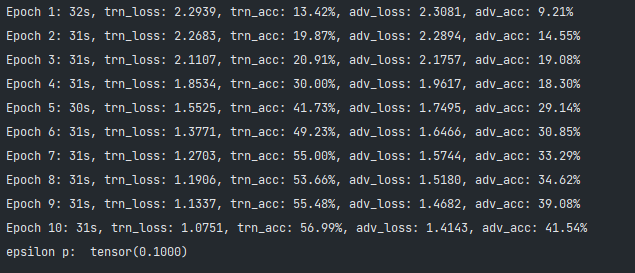 Epoch 1: 32s, trn_loss: 2.2939, trn_acc: 13.42%, adv_loss: 2.3081, adv_acc: 9.21%
Epoch 2: 31s, trn_loss: 2.2683, trn_acc: 19.87%, adv_loss: 2.2894, adv_acc: 14.55%
Epoch 3: 31s, trn_loss: 2.1107, trn_acc: 20.91%, adv_loss: 2.1757, adv_acc: 19.08%
Epoch 4: 31s, trn_loss: 1.8534, trn_acc: 30.00%, adv_loss: 1.9617, adv_acc: 18.30%
Epoch 5: 30s, trn_loss: 1.5525, trn_acc: 41.73%, adv_loss: 1.7495, adv_acc: 29.14%
Epoch 6: 31s, trn_loss: 1.3771, trn_acc: 49.23%, adv_loss: 1.6466, adv_acc: 30.85%
Epoch 7: 31s, trn_loss: 1.2703, trn_acc: 55.00%, adv_loss: 1.5744, adv_acc: 33.29%
Epoch 8: 31s, trn_loss: 1.1906, trn_acc: 53.66%, adv_loss: 1.5180, adv_acc: 34.62%
Epoch 9: 31s, trn_loss: 1.1337, trn_acc: 55.48%, adv_loss: 1.4682, adv_acc: 39.08%
Epoch 10: 31s, trn_loss: 1.0751, trn_acc: 56.99%, adv_loss: 1.4143, adv_acc: 41.54%
epsilon p:  tensor(0.1000)